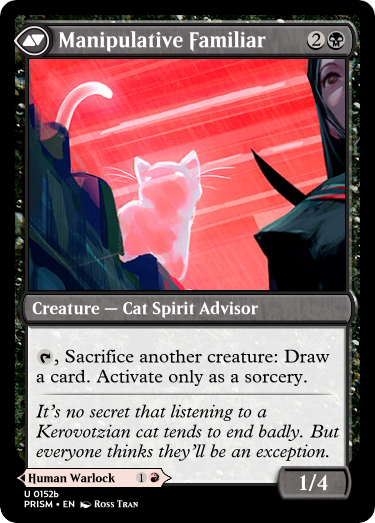 Manipulative Familiar 2
Creature — Cat Spirit Advisor
, Sacrifice another creature: Draw
a card. Activate only as a sorcery.
It's no secret that listening to a
Kerovotzian cat tends to end badly. But
everyone thinks they'll be an exception.
Human Warlock 1
1/4
U 0152b
PRISM • EN Ross Tran